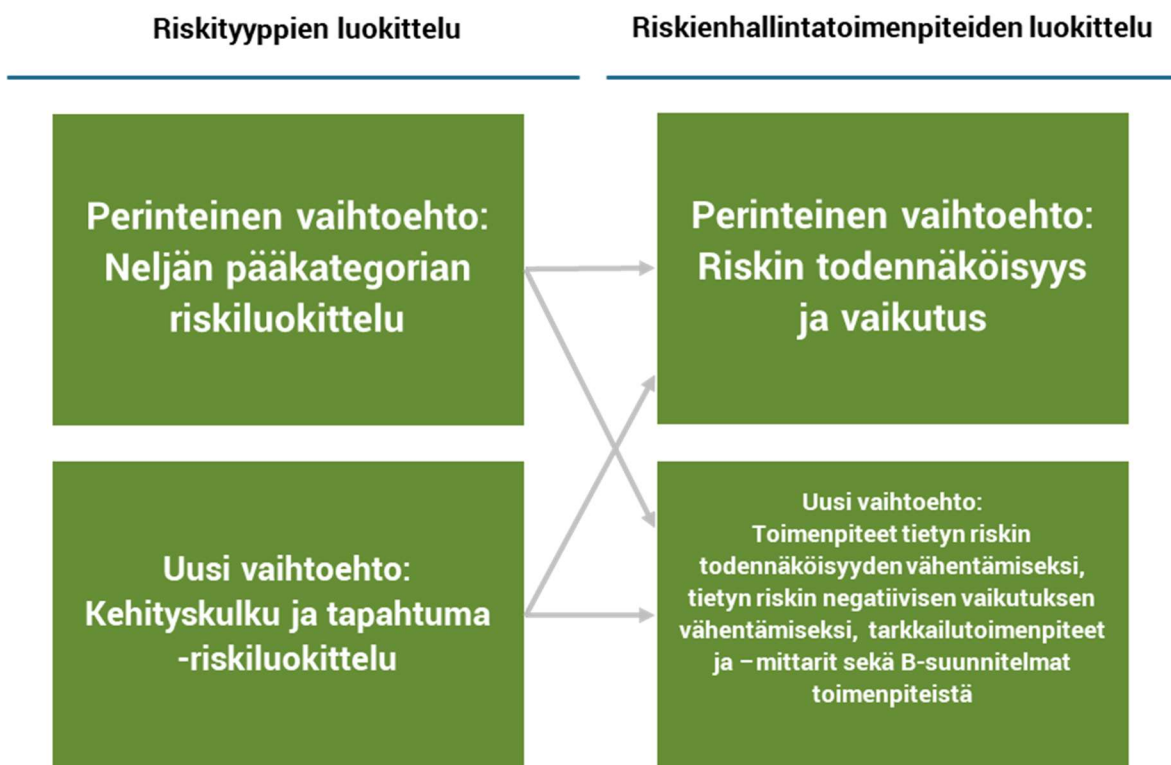 Riskityyppien luokittelu
Riskienhallintatoimenpiteiden luokittelu
Perinteinen vaihtoehto:
Neljän pääkategorian
riskiluokittelu
Perinteinen vaihtoehto:
Riskin todennäköisyys
ja vaikutus
Uusi vaihtoehto:
Kehityskulku ja tapahtuma
-riskiluokittelu
Uusi vaihtoehto:
Toimenpiteet tietyn riskin
todennäköisyyden vähentämiseksi,
tietyn riskin negatiivisen vaikutuksen
vähentämiseksi, tarkkailutoimenpiteet
ja –mittarit sekä B-suunnitelmat
toimenpiteistä